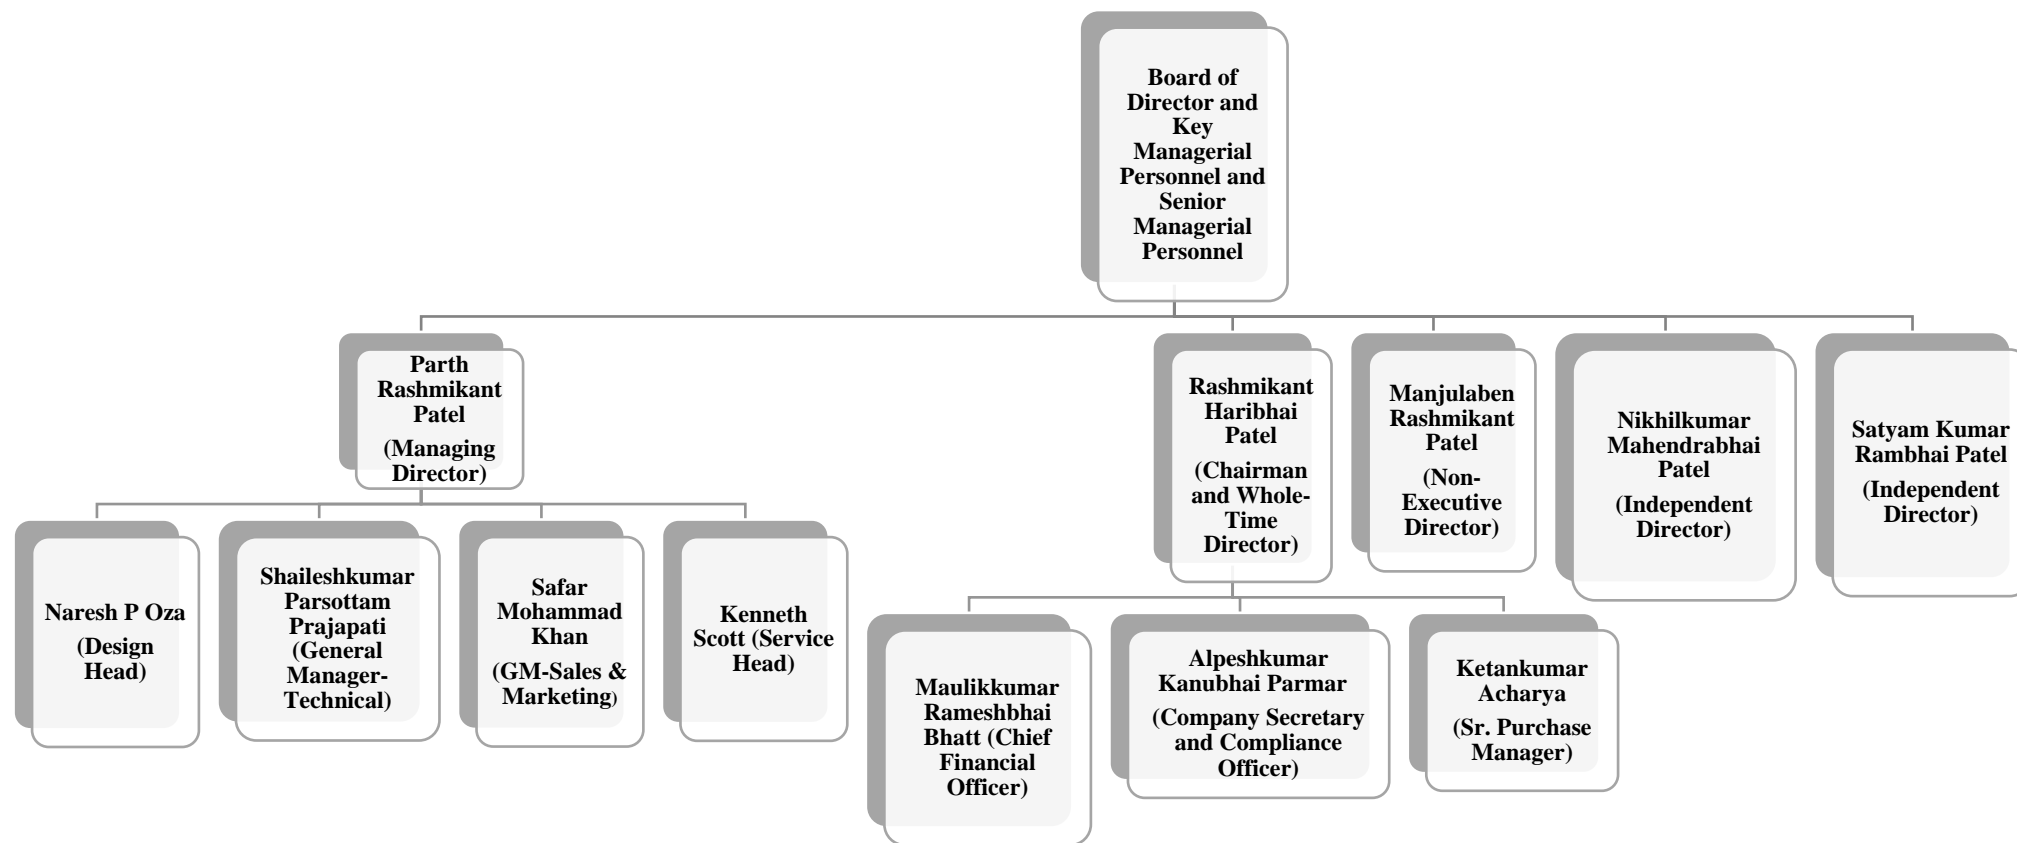 Board of
Director and
Key
Managerial
Personnel and
Senior
Managerial
Personnel
Parth
Rashmikant
Patel
(Managing
Director)
Rashmikant
Haribhai
Patel
(Chairman
and Whole-
Time
Director)
Manjulaben
Rashmikant
Patel
(Non-
Executive
Director)
Nikhilkumar
Mahendrabhai
Patel
(Independent
Director)
Satyam Kumar
Rambhai Patel
(Independent
Director)
Naresh P Oza
(Design
Head)
Shaileshkumar
Parsottam
Prajapati
(General
Manager-
Technical)
Safar
Mohammad
Khan
(GM-Sales &
Marketing)
Kenneth
Scott (Service
Head)
Maulikkumar
Rameshbhai
Bhatt (Chief
Financial
Officer)
Alpeshkumar
Kanubhai Parmar
(Company Secretary
and Compliance
Officer)
Ketankumar
Acharya
(Sr. Purchase
Manager)